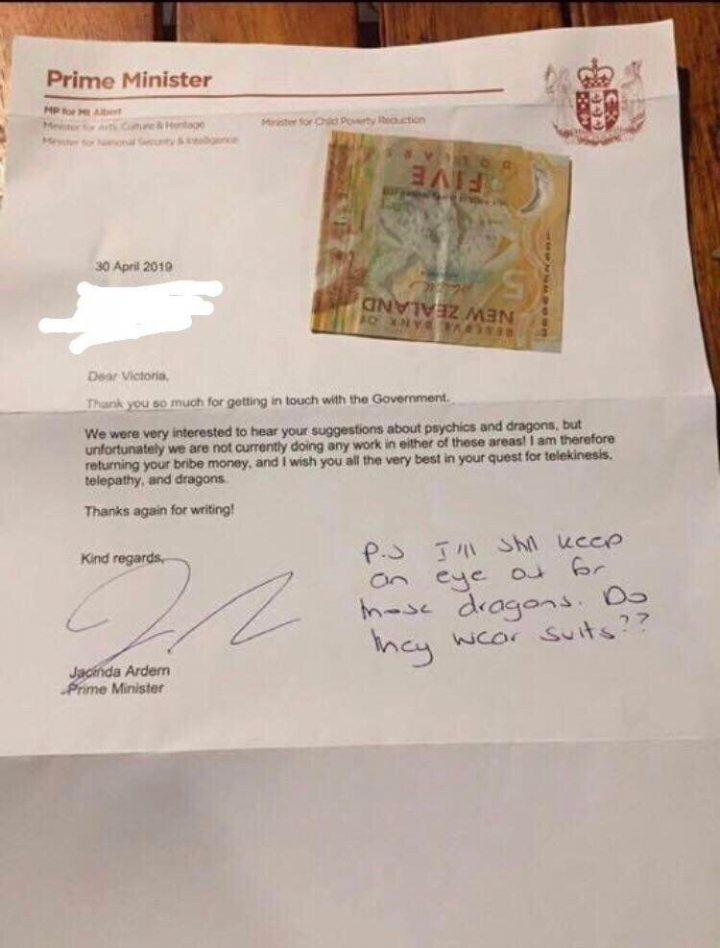 Prime Minister
MP for Mt Albert
Minister for Arts, Culture & Heritage
Minister for Child Poverty Reduction
Minister for National Security & Intelligence
DOLLARS
FIVE
5
NEW ZEALAND
RESERVE BANK OF
30 April 2019
Dear Victoria,
Thank you so much for getting in touch with the Government.
We were very interested to hear your suggestions about psychics and dragons, but
unfortunately we are not currently doing any work in either of these areas! I am therefore
returning your bribe money, and I wish you all the very best in your quest for telekinesis,
telepathy, and dragons.
Thanks again for writing!
Kind regards,
Jacinda Ardern
Prime Minister
P.S I'll still keep
an eye out for
those dragons. Do
they wear suits??